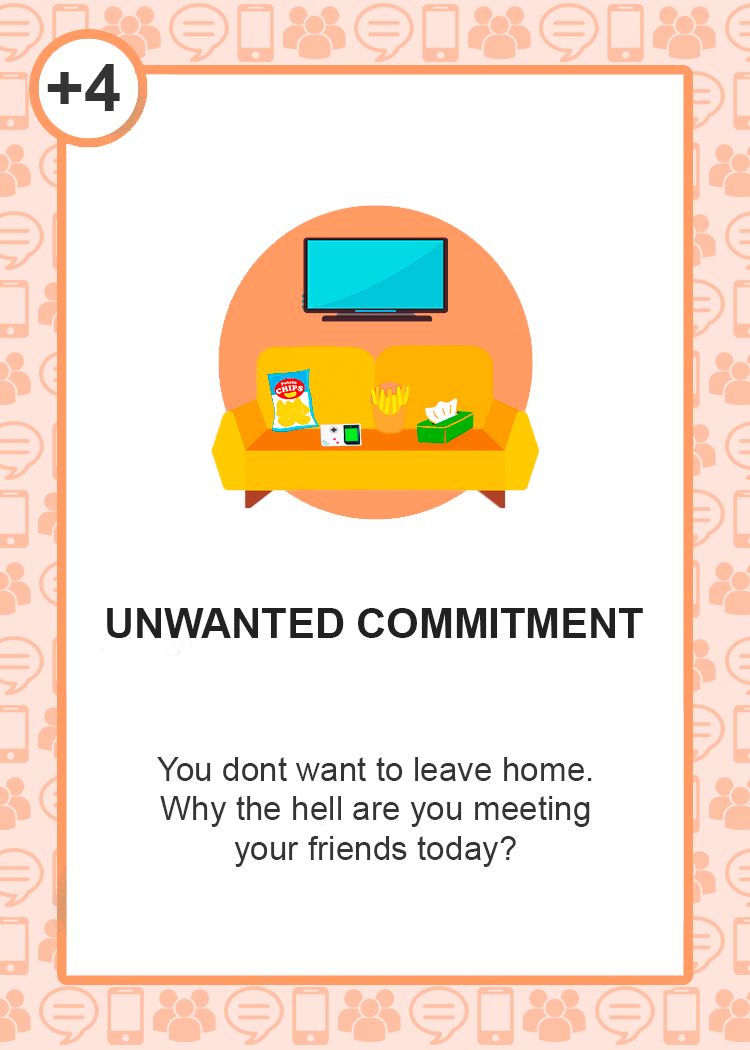 +4
Potato
CHIPS
UNWANTED COMMITMENT
You dont want to leave home.
Why the hell are you meeting
your friends today?